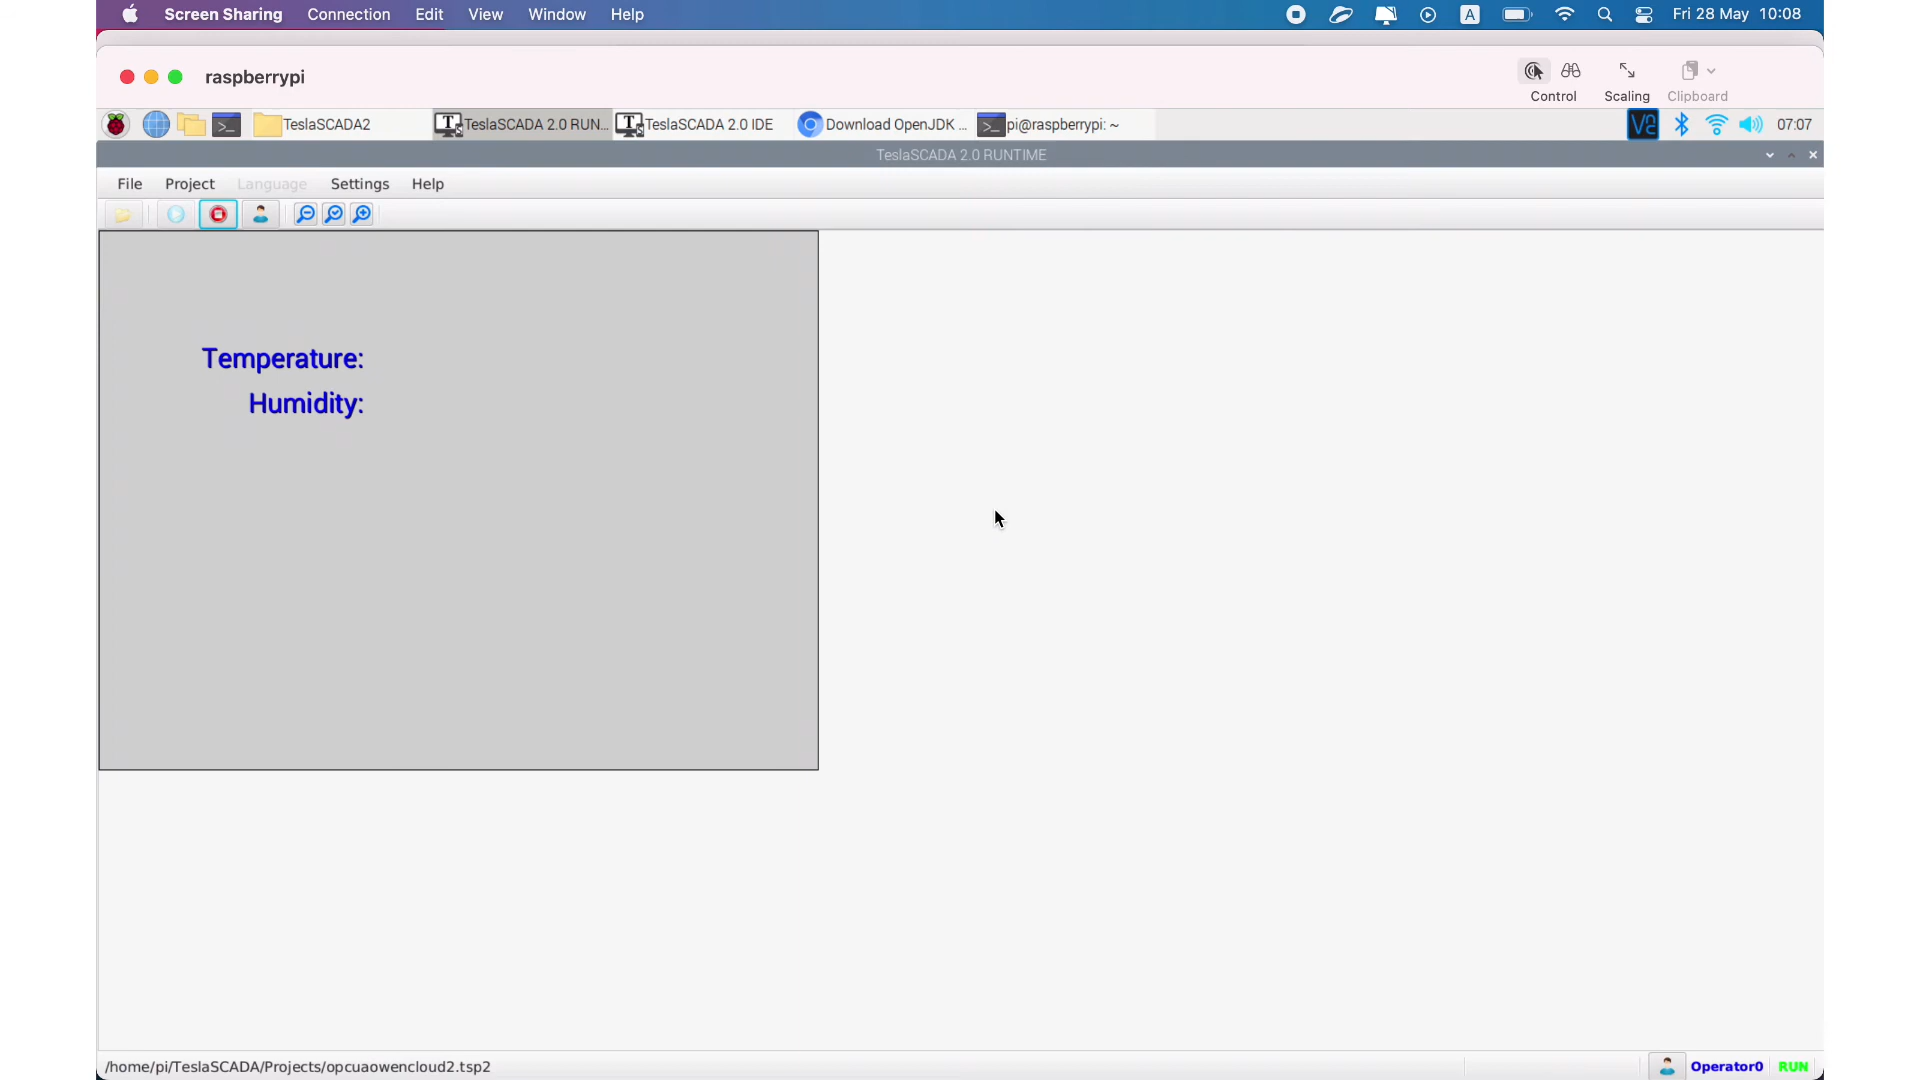 Screen Sharing Connection Edit View Window Help A Fri 28 May 10:08
raspberrypi
Control Scaling Clipboard
TeslaSCADA2 TeslaSCADA 2.0 RUN... TeslaSCADA 2.0 IDE Download OpenJDK ... pi@raspberrypi: ~ 07:07
TeslaSCADA 2.0 RUNTIME
File Project Language Settings Help
Temperature:
Humidity:
/home/pi/TeslaSCADA/Projects/opcuaowencloud2.tsp2 Operator0 RUN